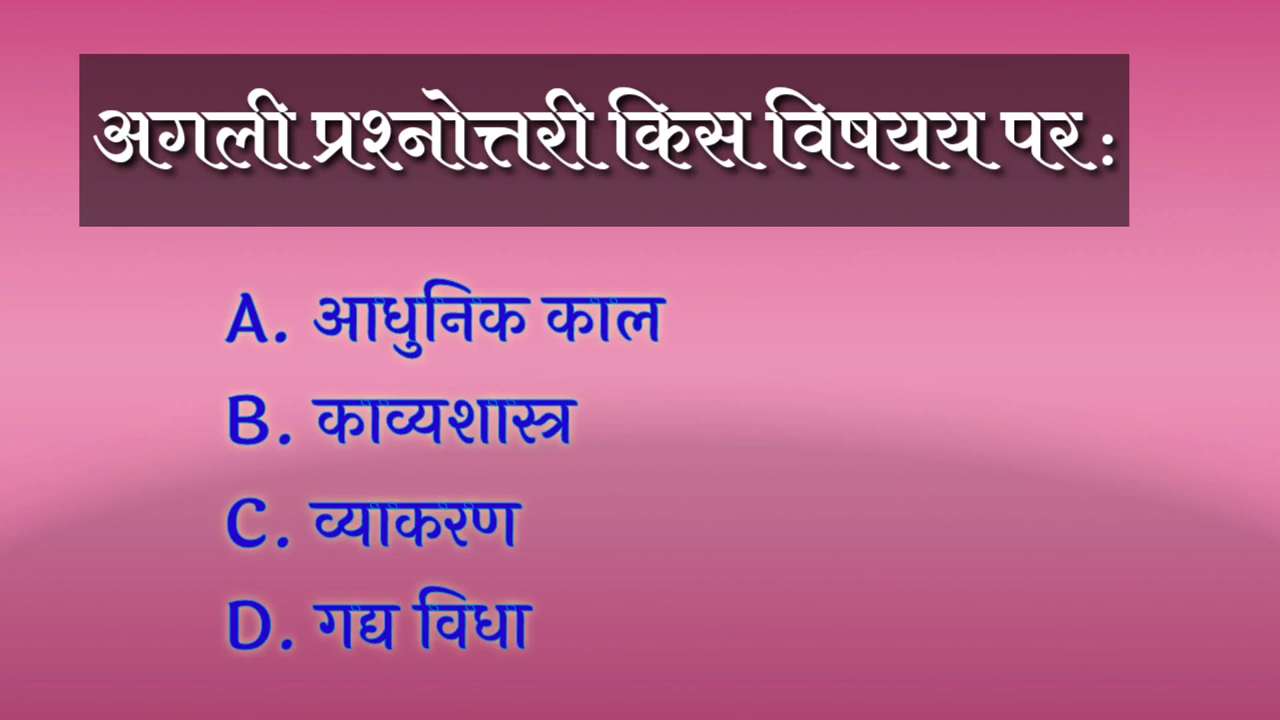 अगली प्रश्नोत्तरी किस विषयय पर :
A. आधुनिक काल
B. काव्यशास्त्र
C. व्याकरण
D. गद्य विधा